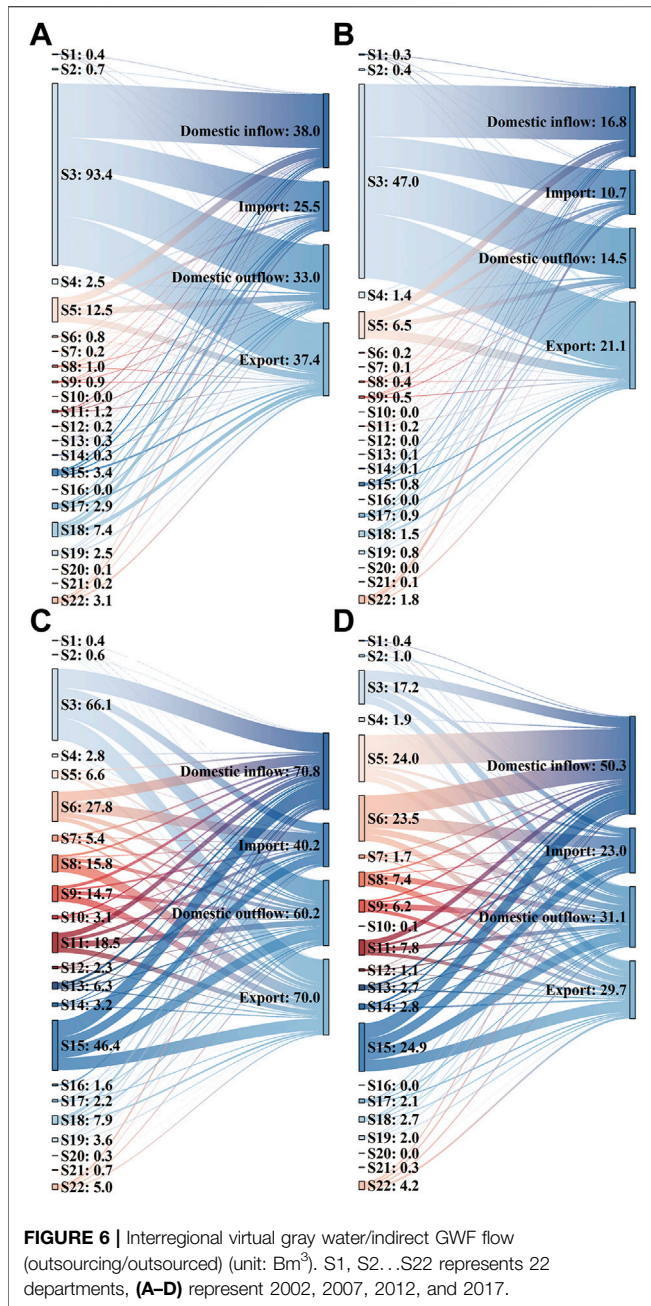 A
S1: 0.4
S2: 0.7
Domestic inflow: 38.0
S3: 93.4
Import: 25.5
Domestic outflow: 33.0
S4: 2.5
S5: 12.5
Export: 37.4
S6: 0.8
S7: 0.2
S8: 1.0
S9: 0.9
S10: 0.0
S11: 1.2
S12: 0.2
S13: 0.3
S14: 0.3
S15: 3.4
S16: 0.0
S17: 2.9
S18: 7.4
S19: 2.5
S20: 0.1
S21: 0.2
S22: 3.1
B
S1: 0.3
S2: 0.4
Domestic inflow: 16.8
S3: 47.0
Import: 10.7
Domestic outflow: 14.5
S4: 1.4
S5: 6.5
Export: 21.1
S6: 0.2
S7: 0.1
S8: 0.4
S9: 0.5
S10: 0.0
S11: 0.2
S12: 0.0
S13: 0.1
S14: 0.1
S15: 0.8
S16: 0.0
S17: 0.9
S18: 1.5
S19: 0.8
S20: 0.0
S21: 0.1
S22: 1.8
C
S1: 0.4
S2: 0.6
S3: 66.1
S4: 2.8
Domestic inflow: 70.8
S5: 6.6
S6: 27.8
Import: 40.2
S7: 5.4
S8: 15.8
S9: 14.7
Domestic outflow: 60.2
S10: 3.1
S11: 18.5
S12: 2.3
S13: 6.3
Export: 70.0
S14: 3.2
S15: 46.4
S16: 1.6
S17: 2.2
S18: 7.9
S19: 3.6
S20: 0.3
S21: 0.7
S22: 5.0
D
S1: 0.4
S2: 1.0
S3: 17.2
S4: 1.9
S5: 24.0
Domestic inflow: 50.3
S6: 23.5
Import: 23.0
S7: 1.7
S8: 7.4
S9: 6.2
Domestic outflow: 31.1
S10: 0.1
S11: 7.8
S12: 1.1
S13: 2.7
Export: 29.7
S14: 2.8
S15: 24.9
S16: 0.0
S17: 2.1
S18: 2.7
S19: 2.0
S20: 0.0
S21: 0.3
S22: 4.2
FIGURE 6 | Interregional virtual gray water/indirect GWF flow
(outsourcing/outsourced) (unit: Bm³). S1, S2…S22 represents 22
departments, (A–D) represent 2002, 2007, 2012, and 2017.